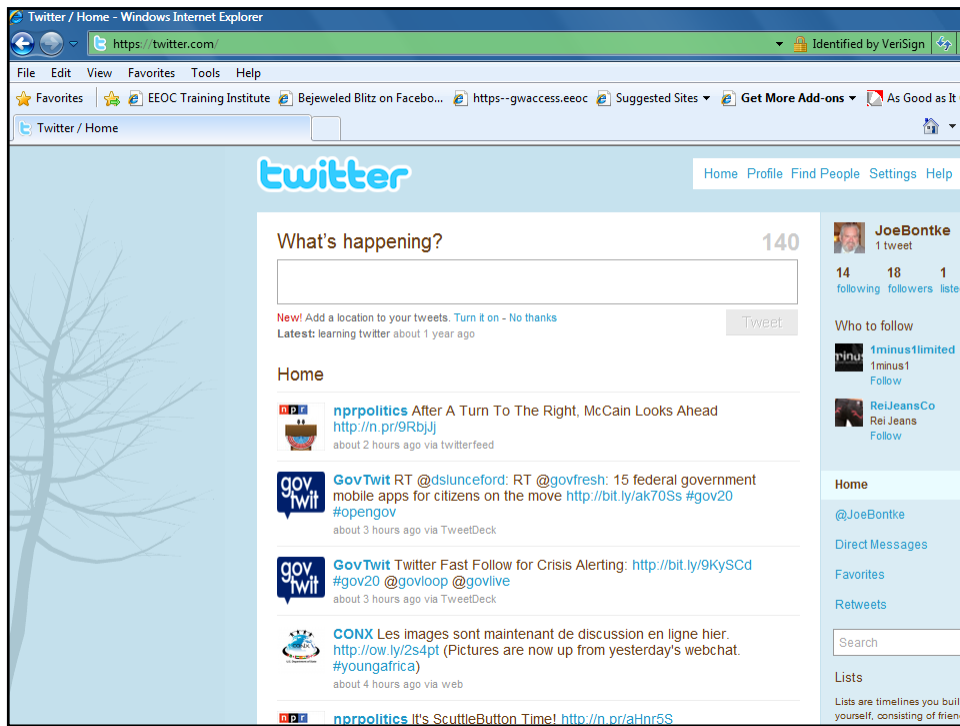 Twitter / Home - Windows Internet Explorer
https://twitter.com/
Identified by VeriSign
File Edit View Favorites Tools Help
Favorites EEOC Training Institute Bejeweled Blitz on Facebo... https--gwaccess.eeoc Suggested Sites Get More Add-ons As Good as It
Twitter / Home
twitter
Home Profile Find People Settings Help
What's happening?
140
New! Add a location to your tweets. Turn it on - No thanks
Latest: learning twitter about 1 year ago
Tweet
Home
npr
nprpolitics After A Turn To The Right, McCain Looks Ahead
http://n.pr/9RbjJj
about 2 hours ago via twitterfeed
gov
twit
GovTwit RT @dslunceford: RT @govfresh: 15 federal government
mobile apps for citizens on the move http://bit.ly/ak70Ss #gov20
#opengov
about 3 hours ago via TweetDeck
gov
twit
GovTwit Twitter Fast Follow for Crisis Alerting: http://bit.ly/9KySCd
#gov20 @govloop @govlive
about 3 hours ago via TweetDeck
CONX Les images sont maintenant de discussion en ligne hier.
http://ow.ly/2s4pt (Pictures are now up from yesterday's webchat.
#youngafrica)
about 4 hours ago via web
npr
nprpolitics It's ScuttleButton Time! http://n.pr/aHnr5S
JoeBontke
1 tweet
14 18 1
following followers liste
Who to follow
1minus1limited
1minus1
Follow
ReiJeansCo
Rei Jeans
Follow
Home
@JoeBontke
Direct Messages
Favorites
Retweets
Search
Lists
Lists are timelines you buil
yourself, consisting of frien